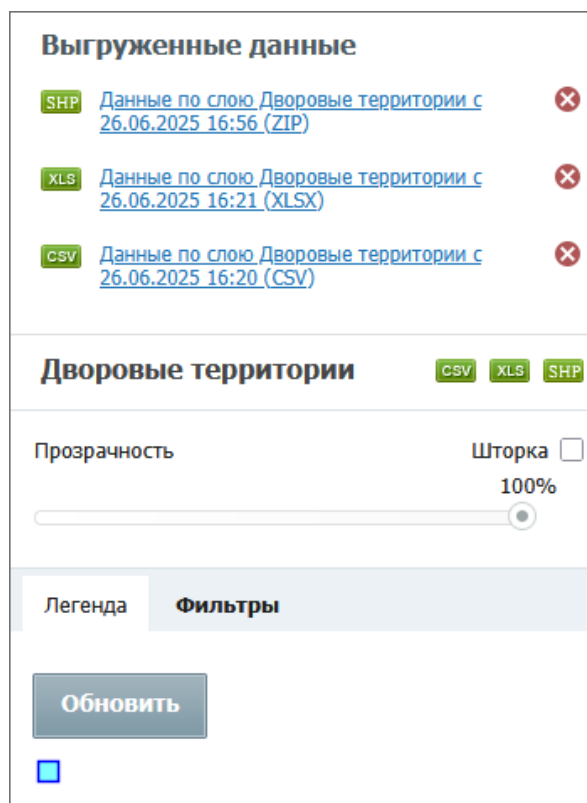 Выгруженные данные
SHP Данные по слою Дворовые территории с
26.06.2025 16:56 (ZIP)
XLS Данные по слою Дворовые территории с
26.06.2025 16:21 (XLSX)
CSV Данные по слою Дворовые территории с
26.06.2025 16:20 (CSV)
Дворовые территории CSV XLS SHP
Прозрачность Шторка
100%
Легенда Фильтры
Обновить